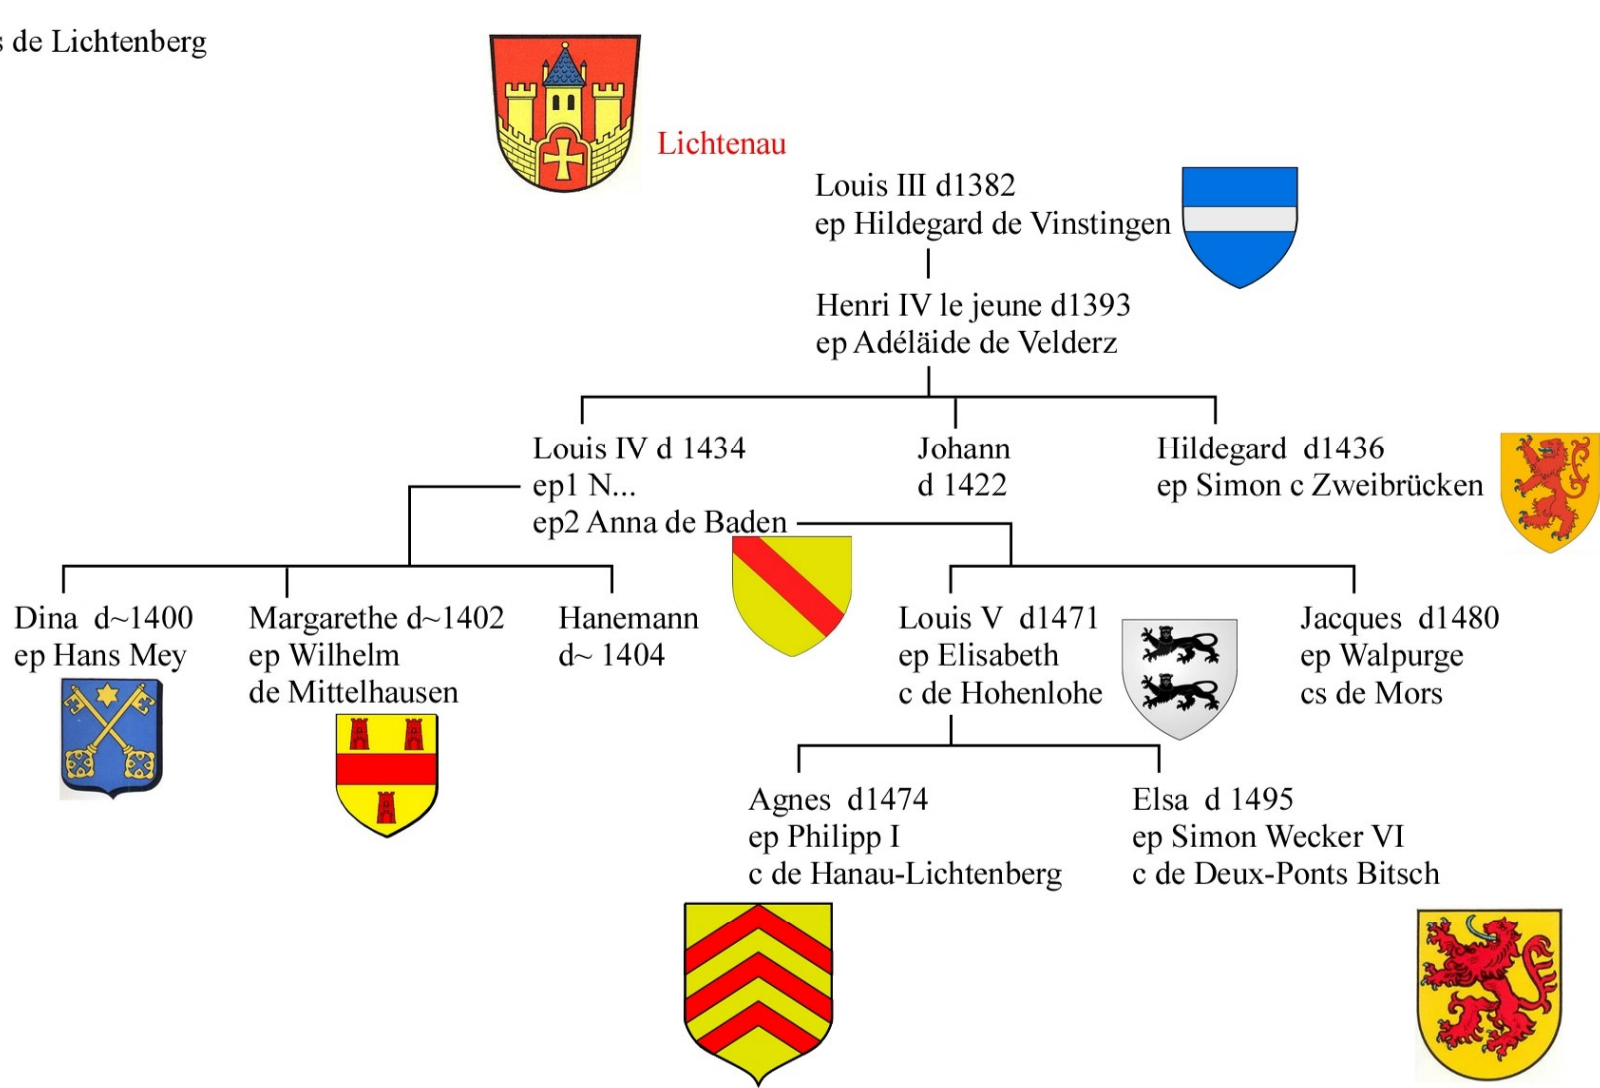 s de Lichtenberg
Lichtenau
Louis III d1382
ep Hildegard de Vinstingen
Henri IV le jeune d1393
ep Adéläide de Velderz
Louis IV d 1434
ep1 N...
ep2 Anna de Baden
Johann
d 1422
Hildegard d1436
ep Simon c Zweibrücken
Dina d~1400
ep Hans Mey
Margarethe d~1402
ep Wilhelm
de Mittelhausen
Hanemann
d~ 1404
Louis V d1471
ep Elisabeth
c de Hohenlohe
Jacques d1480
ep Walpurge
cs de Mors
Agnes d1474
ep Philipp I
c de Hanau-Lichtenberg
Elsa d 1495
ep Simon Wecker VI
c de Deux-Ponts Bitsch